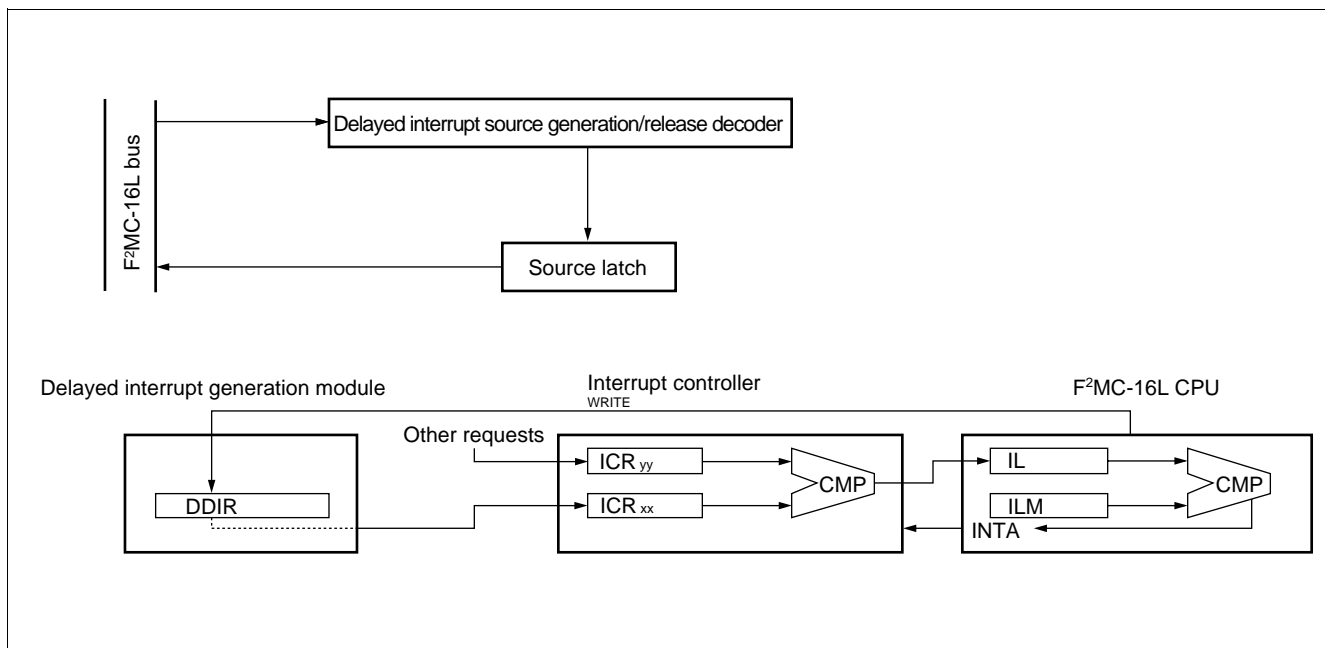 F²MC-16L bus
Delayed interrupt source generation/release decoder
Source latch
Delayed interrupt generation module
Interrupt controller
F²MC-16L CPU
WRITE
Other requests
DDIR
ICR yy
ICR xx
CMP
IL
ILM
CMP
INTA